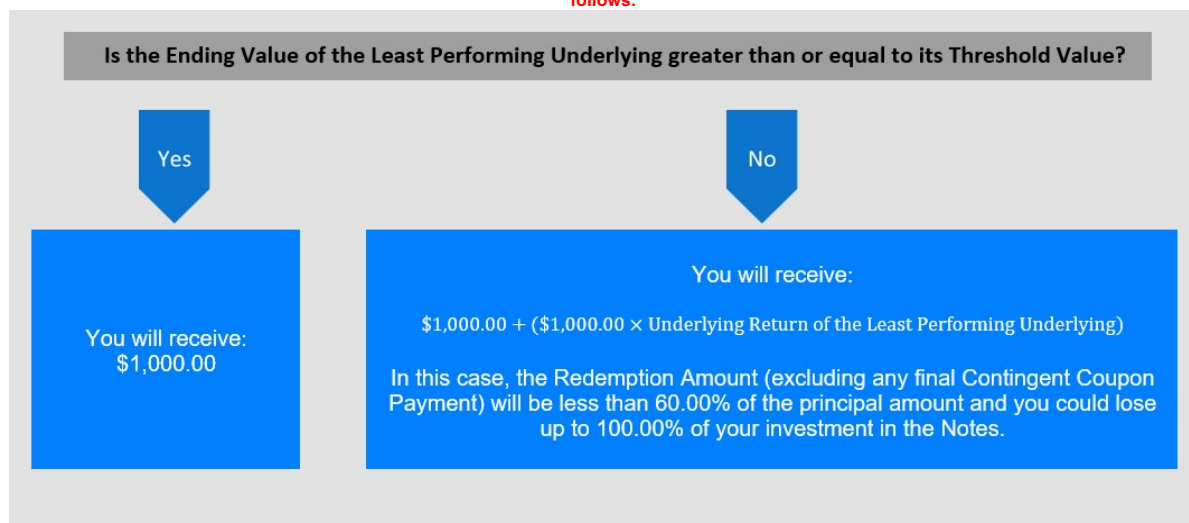 follows:
Is the Ending Value of the Least Performing Underlying greater than or equal to its Threshold Value?
Yes
No
You will receive:
$1,000.00
You will receive:
$1,000.00 + ($1,000.00 × Underlying Return of the Least Performing Underlying)
In this case, the Redemption Amount (excluding any final Contingent Coupon
Payment) will be less than 60.00% of the principal amount and you could lose
up to 100.00% of your investment in the Notes.